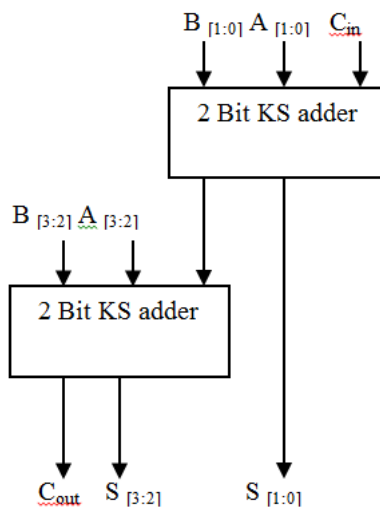 B [1:0] A [1:0] Cin
2 Bit KS adder
B [3:2] A [3:2]
2 Bit KS adder
Cout S [3:2] S [1:0]